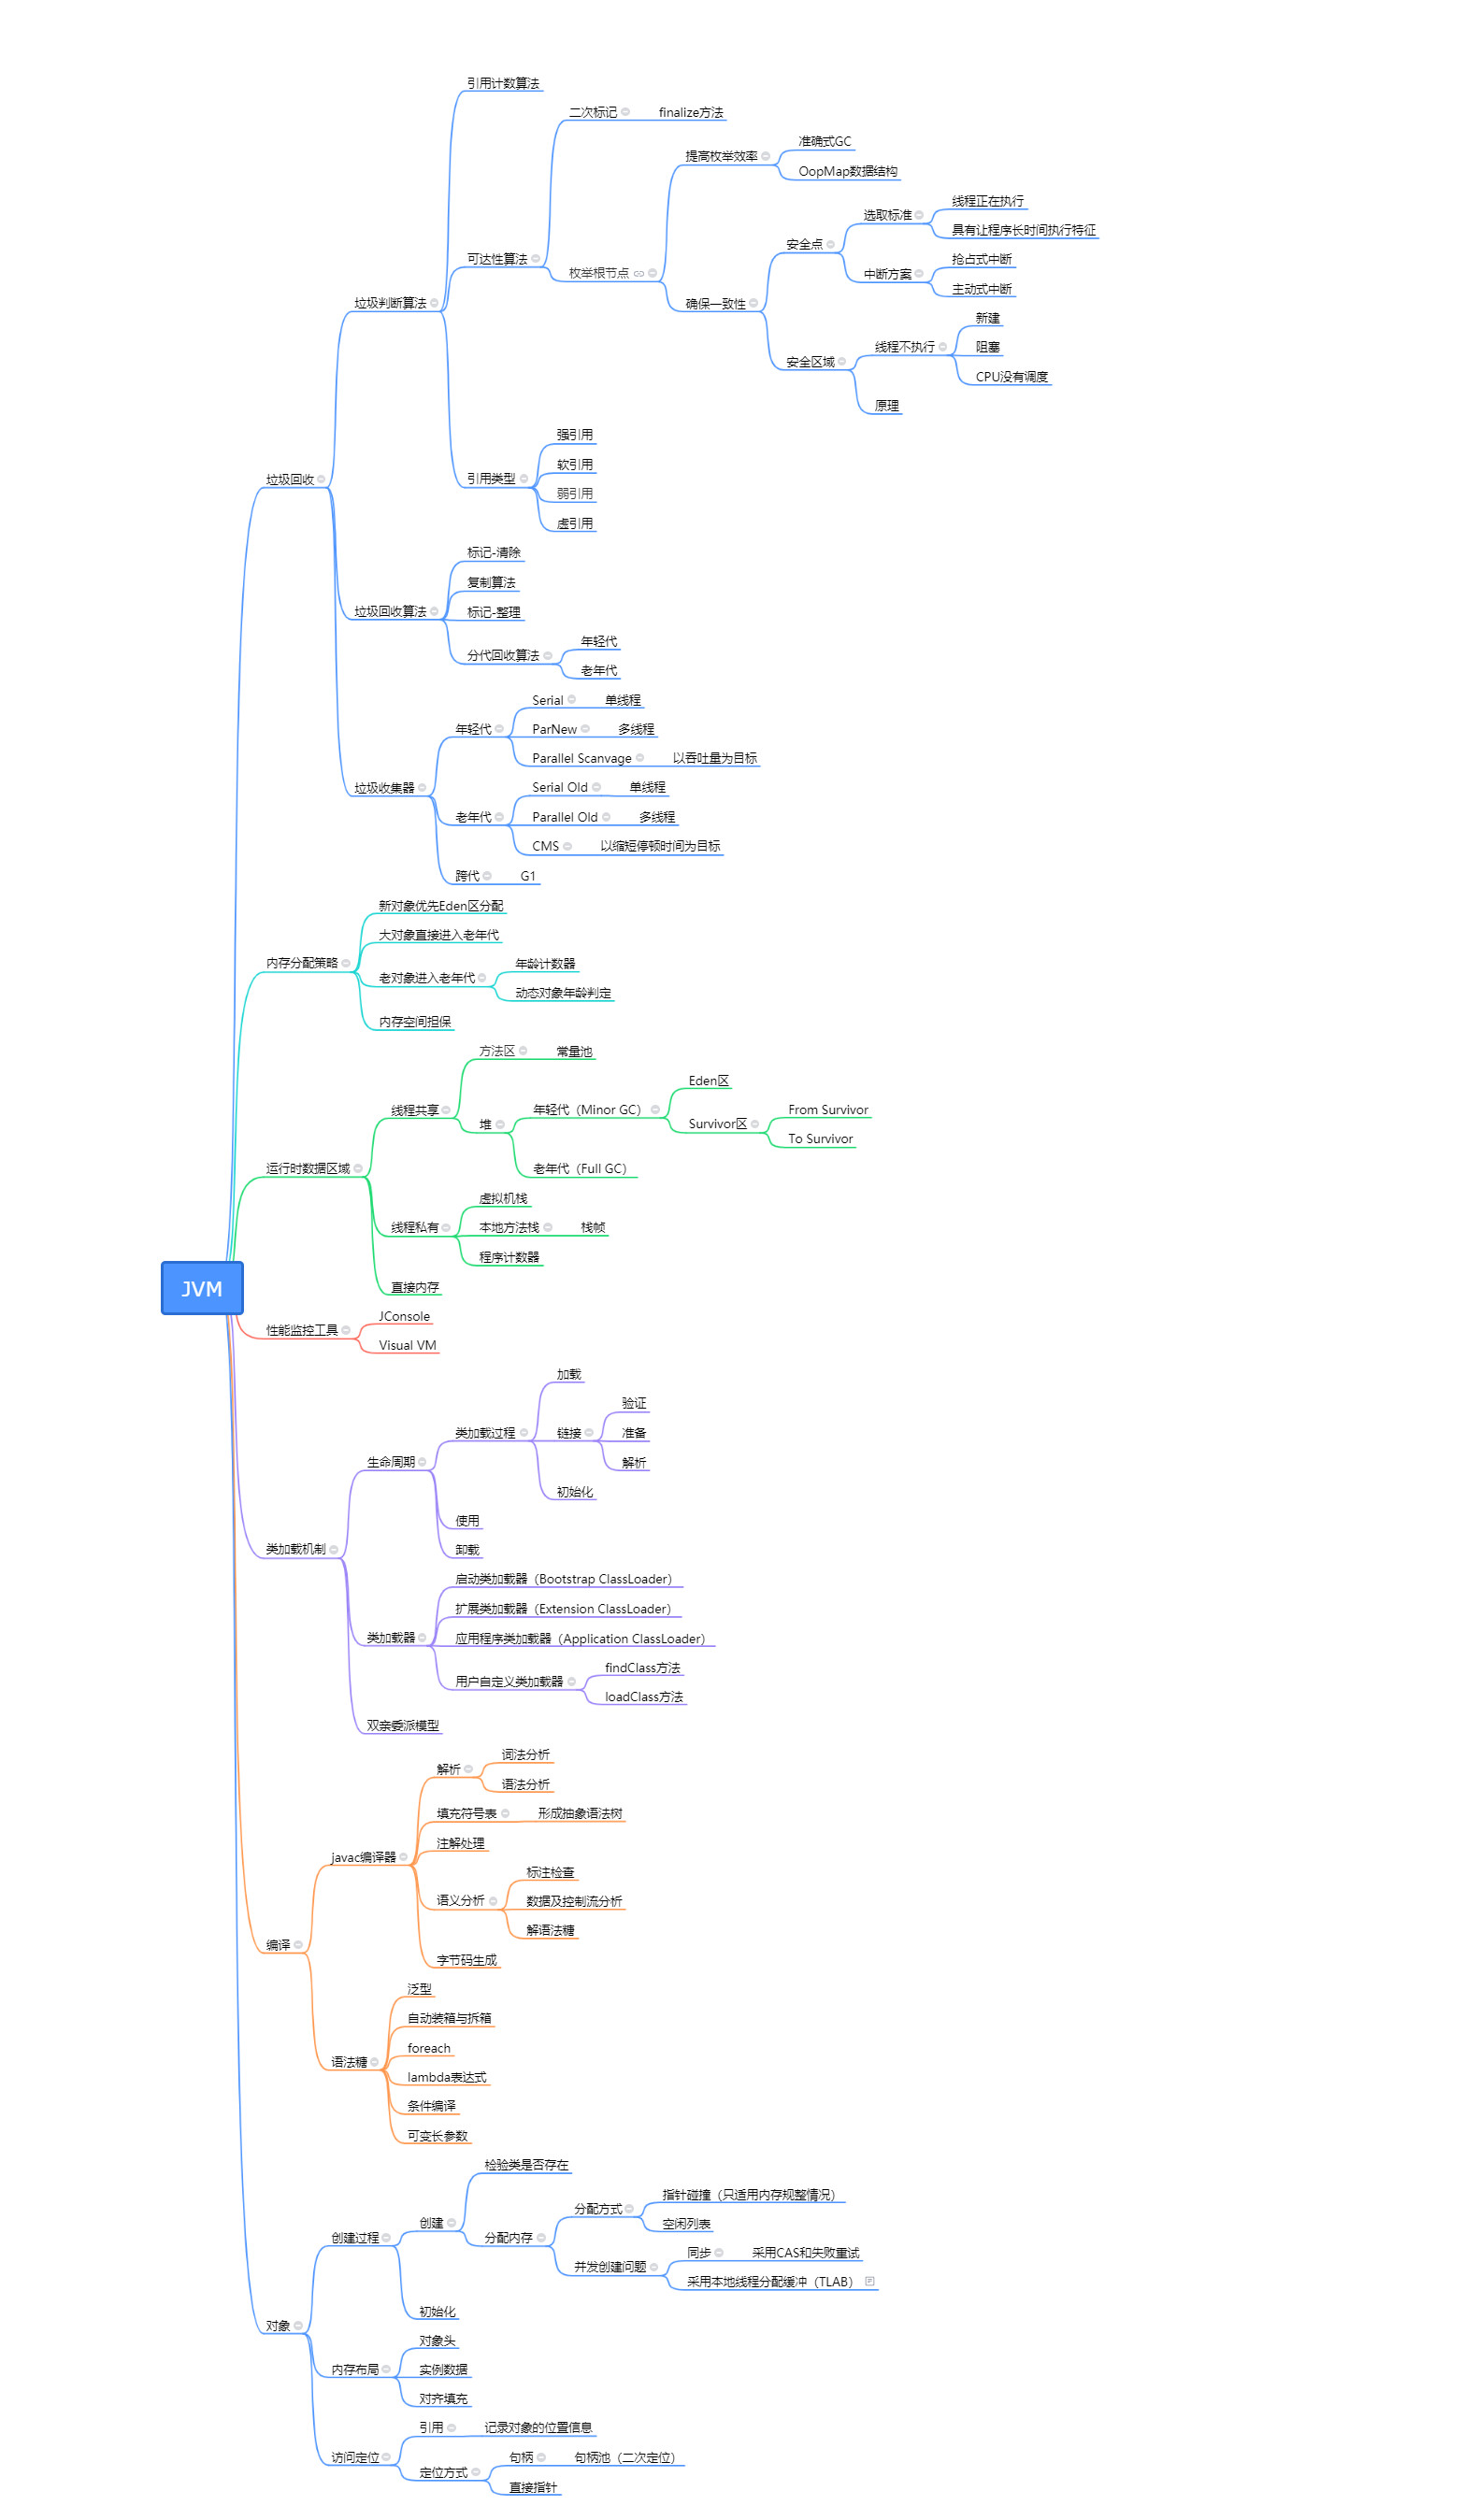 引用计数算法
二次标记
finalize方法
准确式GC
提高枚举效率
OopMap数据结构
线程正在执行
选取标准
具有让程序长时间执行特征
安全点
可达性算法
抢占式中断
枚举根节点
中断方案
主动式中断
垃圾判断算法
确保一致性
新建
线程不执行
阻塞
安全区域
CPU没有调度
原理
强引用
软引用
垃圾回收
引用类型
弱引用
虚引用
标记-清除
复制算法
垃圾回收算法
标记-整理
年轻代
分代回收算法
老年代
Serial
单线程
年轻代
ParNew
多线程
Parallel Scanvage
以吞吐量为目标
垃圾收集器
Serial Old
单线程
老年代
Parallel Old
多线程
CMS
以缩短停顿时间为目标
跨代
G1
新对象优先Eden区分配
大对象直接进入老年代
内存分配策略
年龄计数器
老对象进入老年代
动态对象年龄判定
内存空间担保
方法区
常量池
Eden区
线程共享
年轻代（Minor GC）
From Survivor
堆
Survivor区
To Survivor
运行时数据区域
老年代（Full GC）
虚拟机栈
线程私有
本地方法栈
栈帧
程序计数器
直接内存
JVM
JConsole
性能监控工具
Visual VM
加载
验证
类加载过程
链接
准备
生命周期
解析
初始化
使用
类加载机制
卸载
启动类加载器（Bootstrap ClassLoader）
扩展类加载器（Extension ClassLoader）
类加载器
应用程序类加载器（Application ClassLoader）
findClass方法
用户自定义类加载器
loadClass方法
双亲委派模型
词法分析
解析
语法分析
填充符号表
形成抽象语法树
注解处理
javac编译器
标注检查
语义分析
数据及控制流分析
解语法糖
编译
字节码生成
泛型
自动装箱与拆箱
foreach
语法糖
lambda表达式
条件编译
可变长参数
检验类是否存在
指针碰撞（只适用内存规整情况）
分配方式
创建
空闲列表
创建过程
分配内存
同步
采用CAS和失败重试
并发创建问题
采用本地线程分配缓冲（TLAB）
初始化
对象
对象头
内存布局
实例数据
对齐填充
引用
记录对象的位置信息
访问定位
句柄
句柄池（二次定位）
定位方式
直接指针